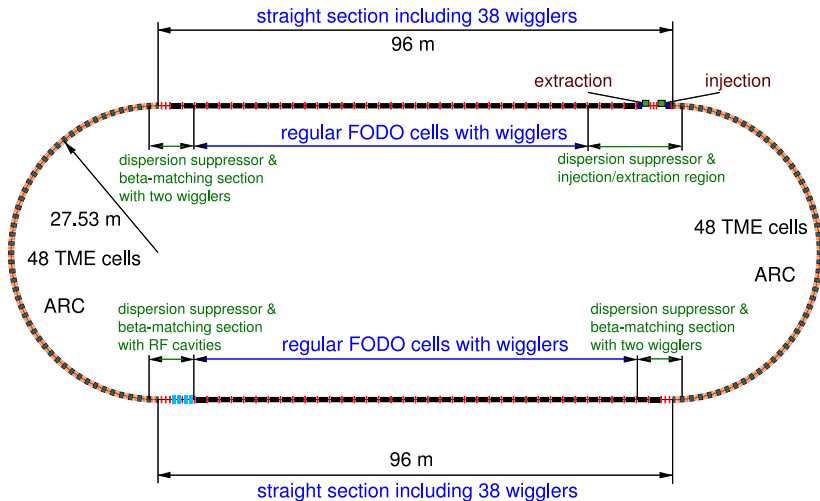 straight section including 38 wigglers
96 m
extraction
injection
regular FODO cells with wigglers
dispersion suppressor &
beta-matching section
with two wigglers
dispersion suppressor &
injection/extraction region
27.53 m
48 TME cells
ARC
48 TME cells
ARC
dispersion suppressor &
beta-matching section
with RF cavities
regular FODO cells with wigglers
dispersion suppressor &
beta-matching section
with two wigglers
96 m
straight section including 38 wigglers